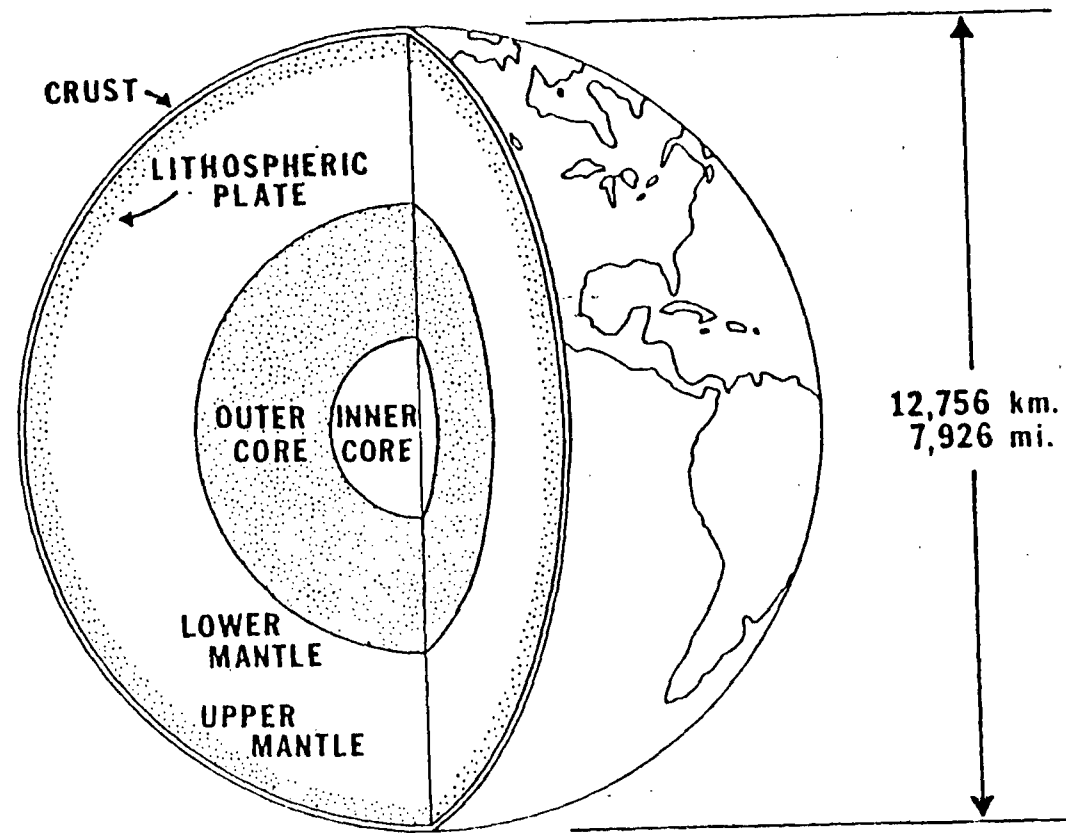 CRUST
LITHOSPHERIC
PLATE
OUTER
CORE
INNER
CORE
12,756 km.
7,926 mi.
LOWER
MANTLE
UPPER
MANTLE